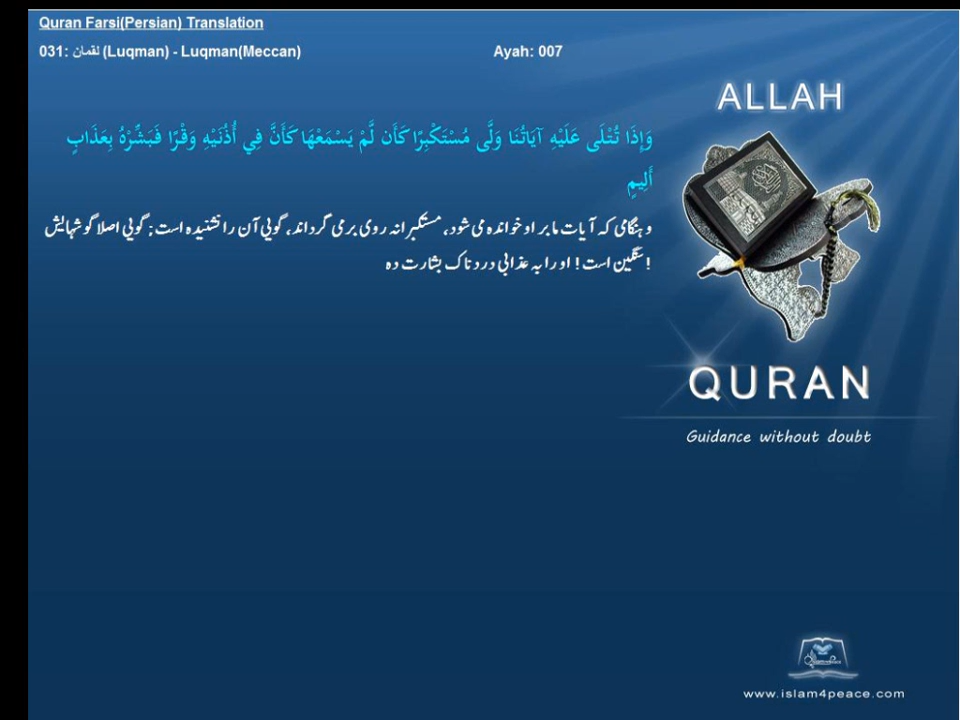 Quran Farsi(Persian) Translation
031: لقمان (Luqman) - Luqman(Meccan)
Ayah: 007
ALLAH
وَإِذَا تُتْلَى عَلَيْهِ آيَاتُنَا وَلَّى مُسْتَكْبِرًا كَأَن لَّمْ يَسْمَعْهَا كَأَنَّ فِي أُذُنَيْهِ وَقْرًا فَبَشِّرْهُ بِعَذَابٍ
أَلِيمٍ
و هنگامی که آیات ما بر او خوانده می شود، مستکبرانه روی برمی گرداند، گویی آن را نشنیده است; گویی اصلا گوشهایش
!سنگین است! او را به عذابی دردناک بشارت ده
QURAN
Guidance without doubt
www.islam4peace.com